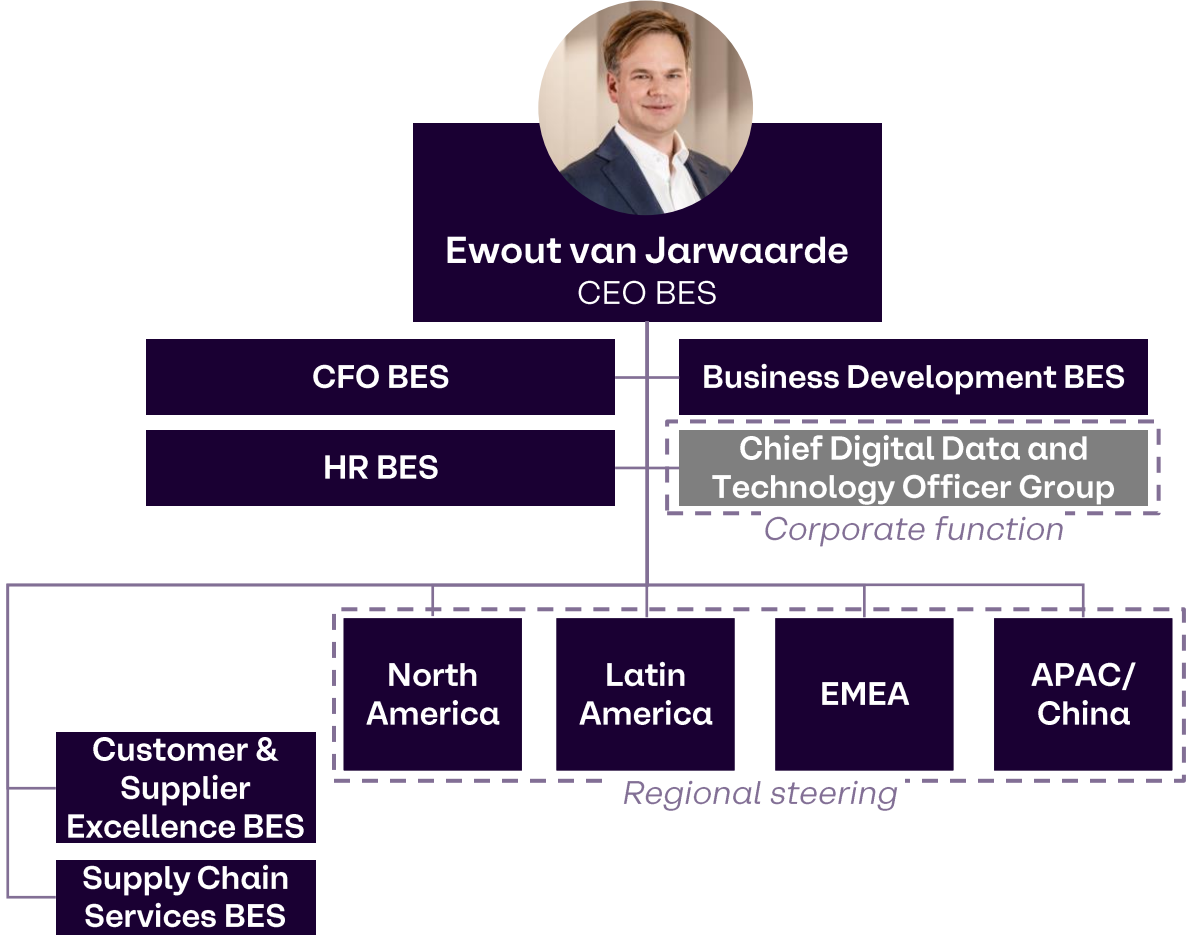 Ewout van Jarwaarde
CEO BES
CFO BES
Business Development BES
HR BES
Chief Digital Data and
Technology Officer Group
Corporate function
North
America
Latin
America
EMEA
APAC/
China
Regional steering
Customer &
Supplier
Excellence BES
Supply Chain
Services BES